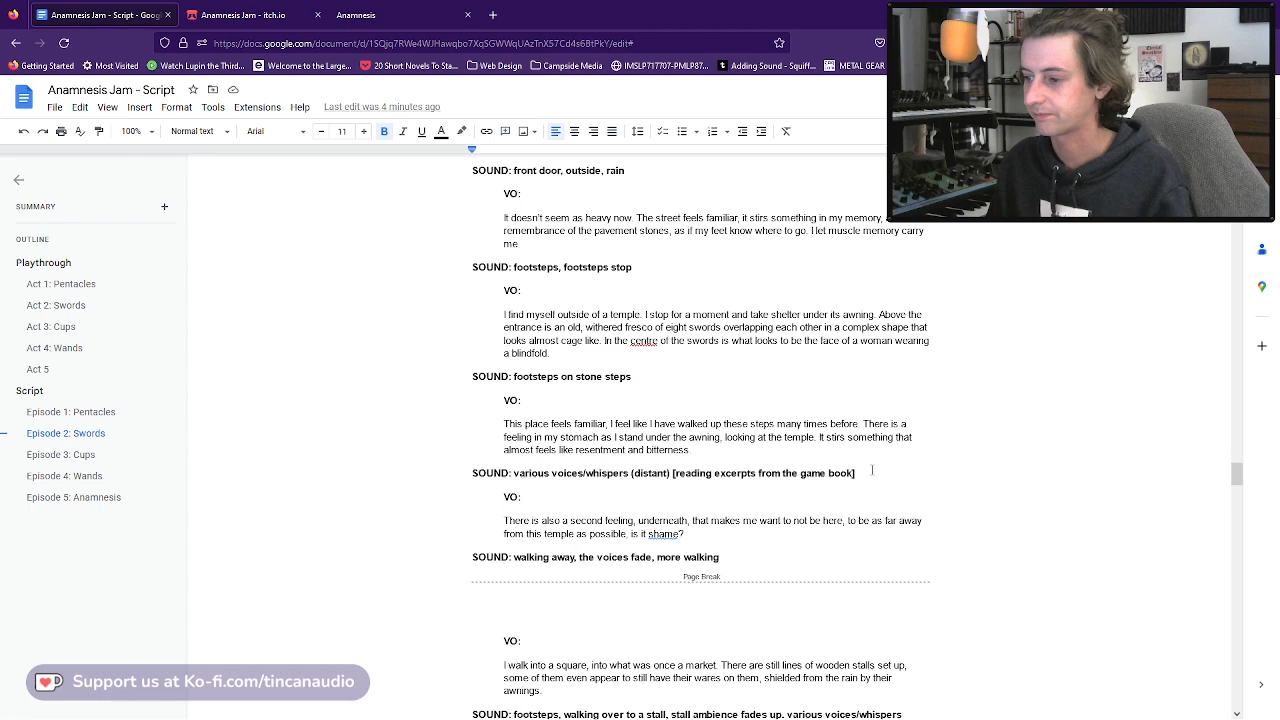 Anamnesis Jam - Script - Googl
Anamnesis Jam - itch.io
Anamnesis
https://docs.google.com/document/d/1SQjq7RWe4WJHawqbo7XqSGWWqUAzTnXS7Cd4s6BtPkY/edit#
Getting Started
Most Visited
Watch Lupin the Third...
Welcome to the Large...
20 Short Novels To S...
Web Design
Campside Media
IMSLP717707-PMLP87...
Adding Sound - Squiff...
METAL GEAR
Anamnesis Jam - Script
File Edit View Insert Format Tools Extensions Help Last edit was 4 minutes ago
100% Normal text Arial 11
SUMMARY
OUTLINE
Playthrough
Act 1: Pentacles
Act 2: Swords
Act 3: Cups
Act 4: Wands
Act 5
Script
Episode 1: Pentacles
Episode 2: Swords
Episode 3: Cups
Episode 4: Wands
Episode 5: Anamnesis
SOUND: front door, outside, rain
VO:
It doesn't seem as heavy now. The street feels familiar, it stirs something in my memory,
remembrance of the pavement stones, as if my feet know where to go. I let muscle memory carry
me.
SOUND: footsteps, footsteps stop
VO:
I find myself outside of a temple. I stop for a moment and take shelter under its awning. Above the
entrance is an old, withered fresco of eight swords overlapping each other in a complex shape that
looks almost cage like. In the centre of the swords is what looks to be the face of a woman wearing
a blindfold.
SOUND: footsteps on stone steps
VO:
This place feels familiar, I feel like I have walked up these steps many times before. There is a
feeling in my stomach as I stand under the awning, looking at the temple. It stirs something that
almost feels like resentment and bitterness.
SOUND: various voices/whispers (distant) [reading excerpts from the game book]
VO:
There is also a second feeling, underneath, that makes me want to not be here, to be as far away
from this temple as possible, is it shame?
SOUND: walking away, the voices fade, more walking
Page Break
VO:
I walk into a square, into what was once a market. There are still lines of wooden stalls set up,
some of them even appear to still have their wares on them, shielded from the rain by their
awnings.
SOUND: footsteps, walking over to a stall, stall ambience fades up, various voices/whispers
Support us at Ko-fi.com/tincanaudio